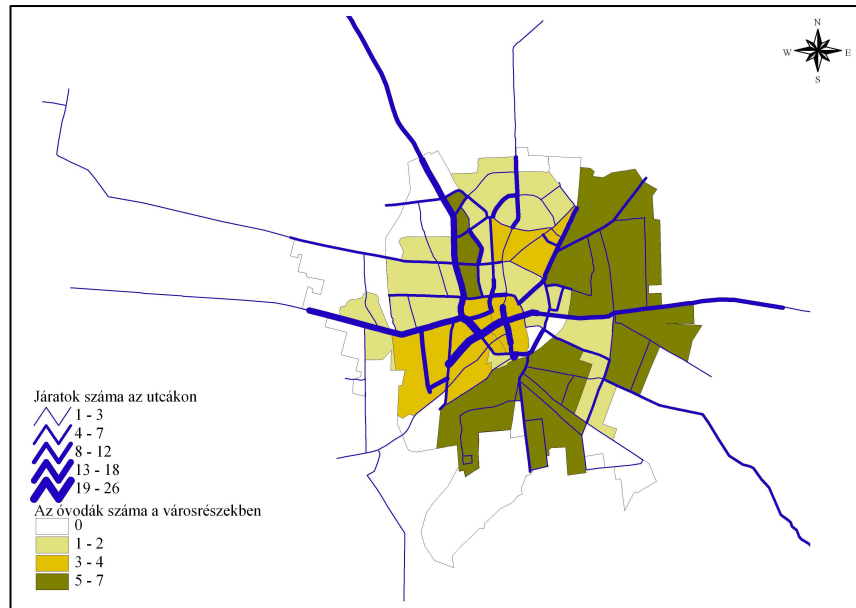 N
W E
S
Járatok száma az utcákon
1 - 3
4 - 7
8 - 12
13 - 18
19 - 26
Az óvodák száma a városrészekben
0
1 - 2
3 - 4
5 - 7